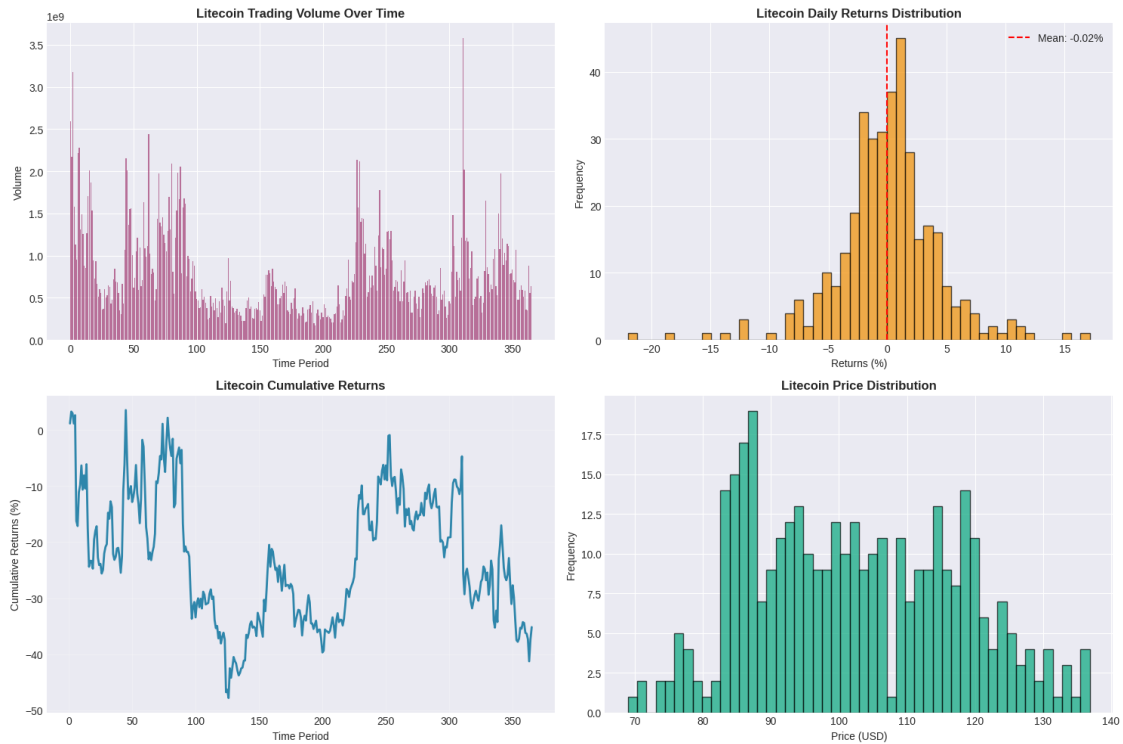 Litecoin Trading Volume Over Time
1e9
3.5
3.0
2.5
2.0
1.5
1.0
0.5
0.0
Volume
0 50 100 150 200 250 300 350
Time Period
Litecoin Daily Returns Distribution
Mean: -0.02%
40
30
20
10
0
Frequency
−20 −15 −10 −5 0 5 10 15
Returns (%)
Litecoin Cumulative Returns
0
−10
−20
−30
−40
−50
Cumulative Returns (%)
0 50 100 150 200 250 300 350
Time Period
Litecoin Price Distribution
17.5
15.0
12.5
10.0
7.5
5.0
2.5
0.0
Frequency
70 80 90 100 110 120 130 140
Price (USD)